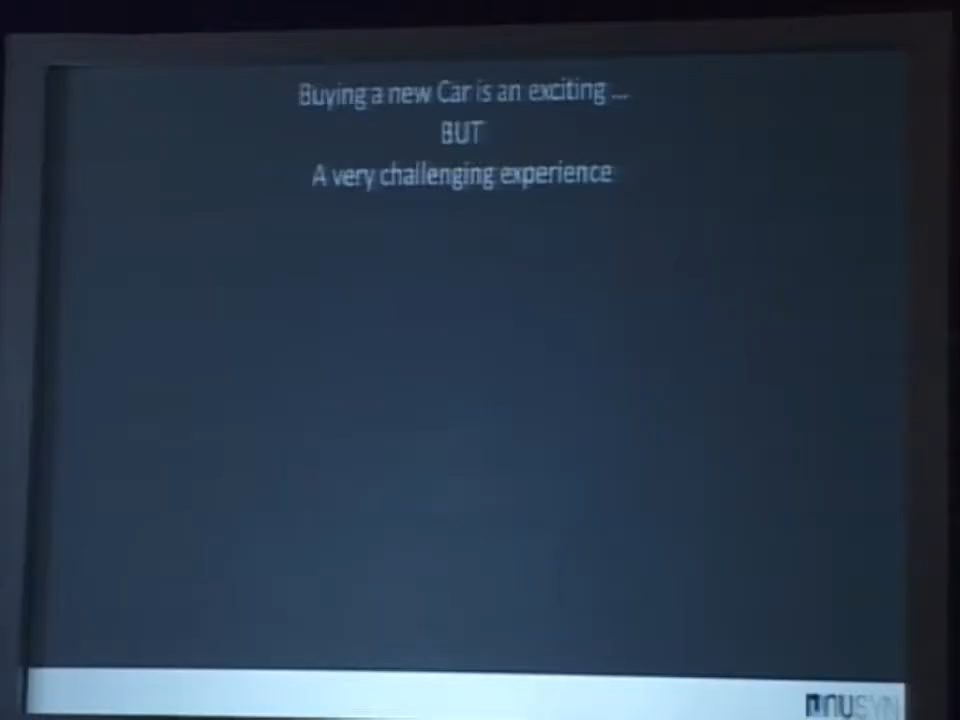 Buying a new Car is an exciting ...
BUT
A very challenging experience